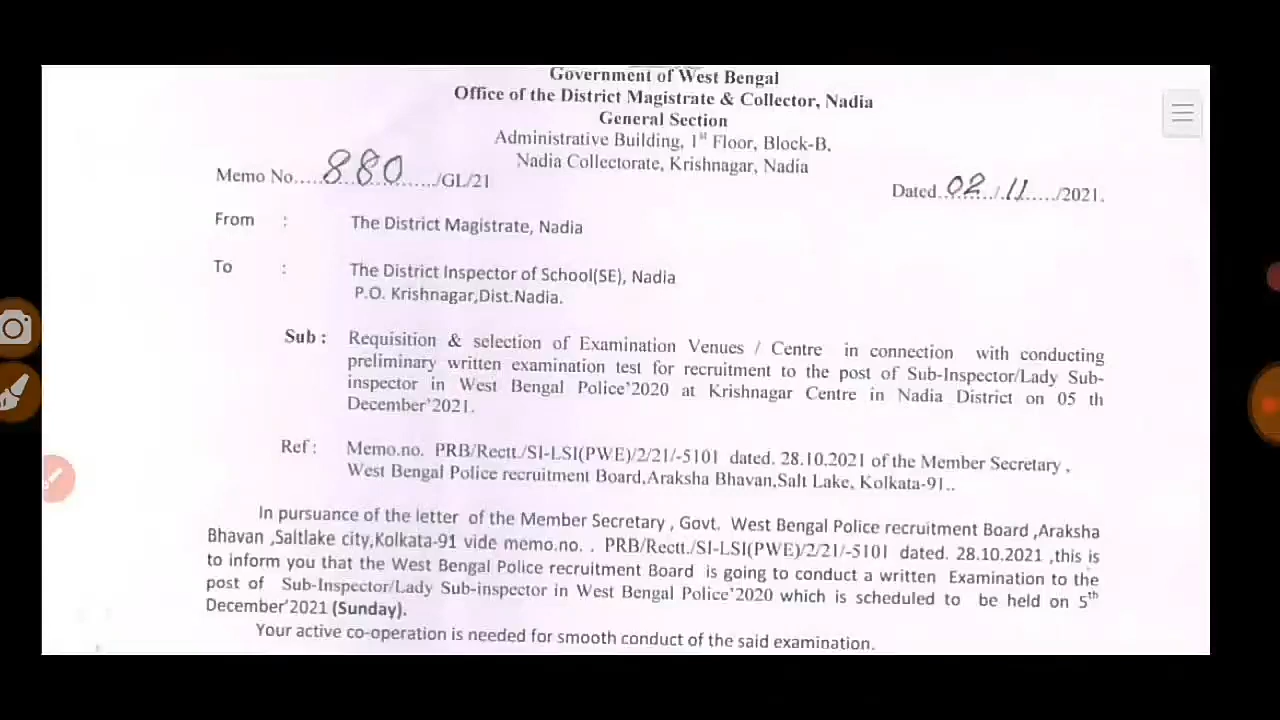 Government of West Bengal
Office of the District Magistrate & Collector, Nadia
General Section
Administrative Building, 1st Floor, Block-B,
Nadia Collectorate, Krishnagar, Nadia
Memo No.....880....../GL/21
Dated..02../.11...../2021.
From : The District Magistrate, Nadia
To : The District Inspector of School(SE), Nadia
P.O. Krishnagar,Dist.Nadia.
Sub : Requisition & selection of Examination Venues / Centre in connection with conducting
preliminary written examination test for recruitment to the post of Sub-Inspector/Lady Sub-
inspector in West Bengal Police'2020 at Krishnagar Centre in Nadia District on 05 th
December'2021.
Ref : Memo.no. PRB/Rectt./SI-LSI(PWE)/2/21/-5101 dated. 28.10.2021 of the Member Secretary ,
West Bengal Police recruitment Board,Araksha Bhavan,Salt Lake, Kolkata-91..
In pursuance of the letter of the Member Secretary , Govt. West Bengal Police recruitment Board ,Araksha
Bhavan ,Saltlake city,Kolkata-91 vide memo.no. . PRB/Rectt./SI-LSI(PWE)/2/21/-5101 dated. 28.10.2021 ,this is
to inform you that the West Bengal Police recruitment Board is going to conduct a written Examination to the
post of Sub-Inspector/Lady Sub-inspector in West Bengal Police'2020 which is scheduled to be held on 5th
December'2021 (Sunday).
Your active co-operation is needed for smooth conduct of the said examination.